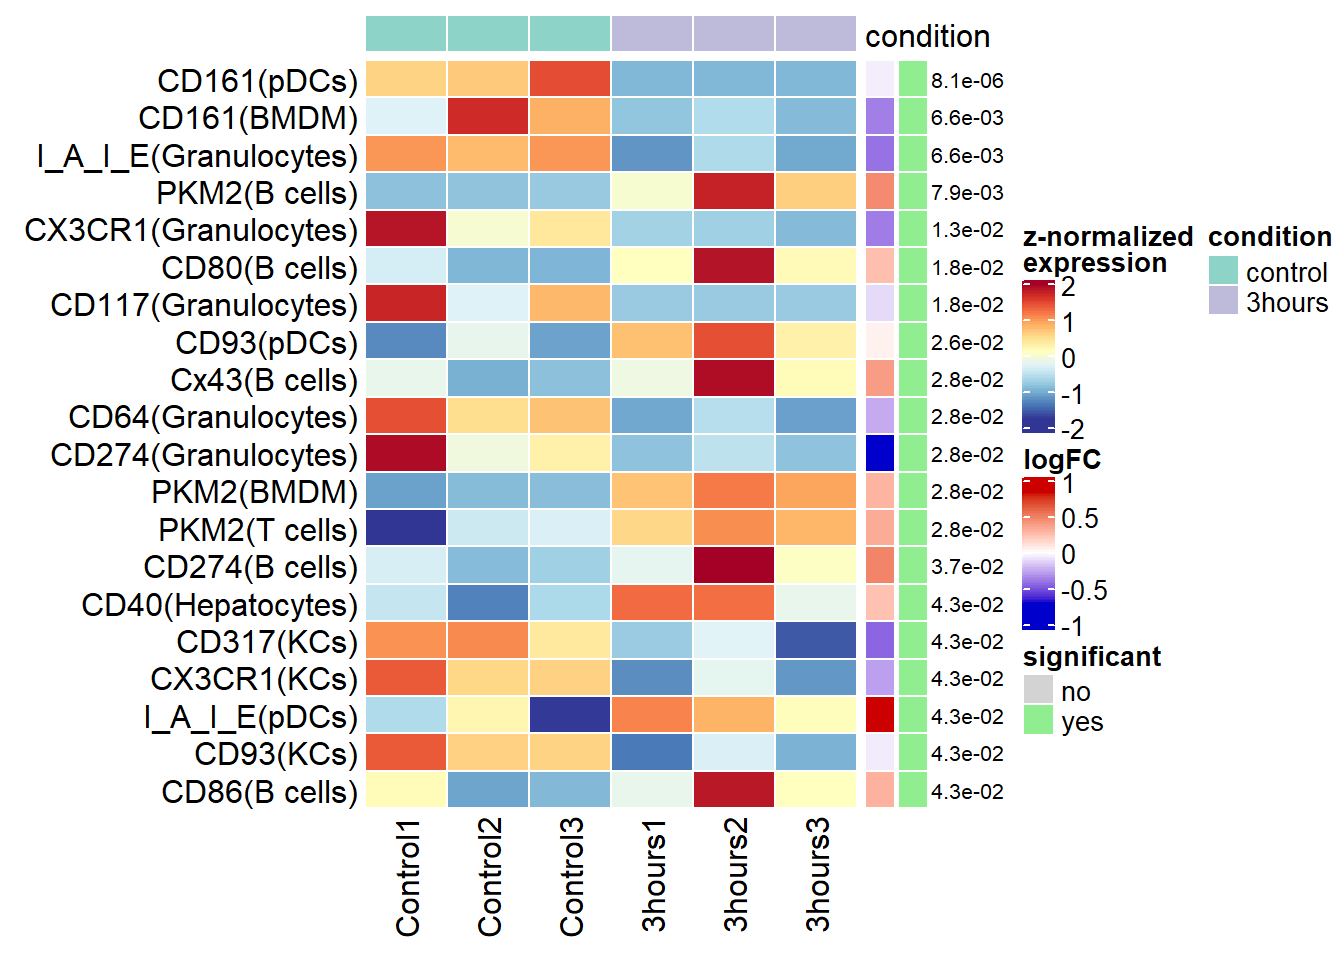 condition
CD161(pDCs) 8.1e-06
CD161(BMDM) 6.6e-03
I_A_I_E(Granulocytes) 6.6e-03
PKM2(B cells) 7.9e-03
CX3CR1(Granulocytes) 1.3e-02
CD80(B cells) 1.8e-02
CD117(Granulocytes) 1.8e-02
CD93(pDCs) 2.6e-02
Cx43(B cells) 2.8e-02
CD64(Granulocytes) 2.8e-02
CD274(Granulocytes) 2.8e-02
PKM2(BMDM) 2.8e-02
PKM2(T cells) 2.8e-02
CD274(B cells) 3.7e-02
CD40(Hepatocytes) 4.3e-02
CD317(KCs) 4.3e-02
CX3CR1(KCs) 4.3e-02
I_A_I_E(pDCs) 4.3e-02
CD93(KCs) 4.3e-02
CD86(B cells) 4.3e-02
Control1
Control2
Control3
3hours1
3hours2
3hours3
z-normalized
expression
2
1
0
-1
-2
logFC
1
0.5
0
-0.5
-1
significant
no
yes
condition
control
3hours